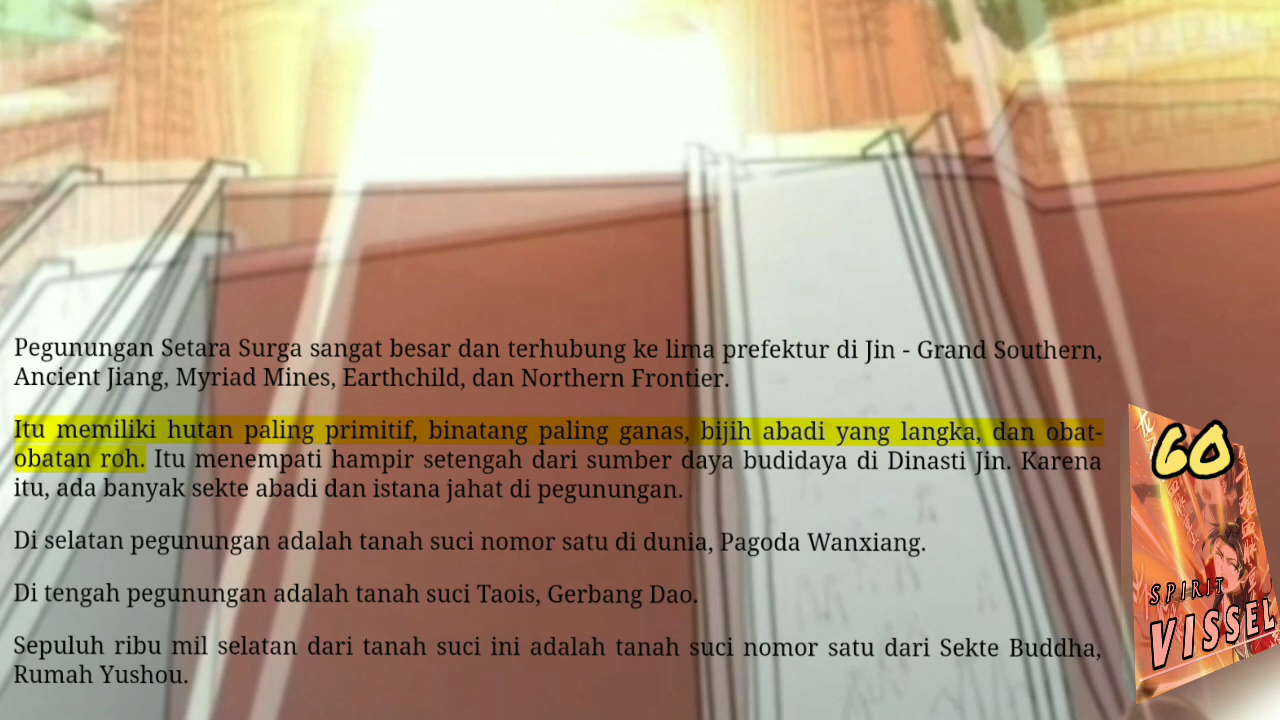 Pegunungan Setara Surga sangat besar dan terhubung ke lima prefektur di Jin - Grand Southern,
Ancient Jiang, Myriad Mines, Earthchild, dan Northern Frontier.
Itu memiliki hutan paling primitif, binatang paling ganas, bijih abadi yang langka, dan obat-
obatan roh. Itu menempati hampir setengah dari sumber daya budidaya di Dinasti Jin. Karena
itu, ada banyak sekte abadi dan istana jahat di pegunungan.
Di selatan pegunungan adalah tanah suci nomor satu di dunia, Pagoda Wanxiang.
Di tengah pegunungan adalah tanah suci Taois, Gerbang Dao.
Sepuluh ribu mil selatan dari tanah suci ini adalah tanah suci nomor satu dari Sekte Buddha,
Rumah Yushou.
60
SPIRIT
VISSEL